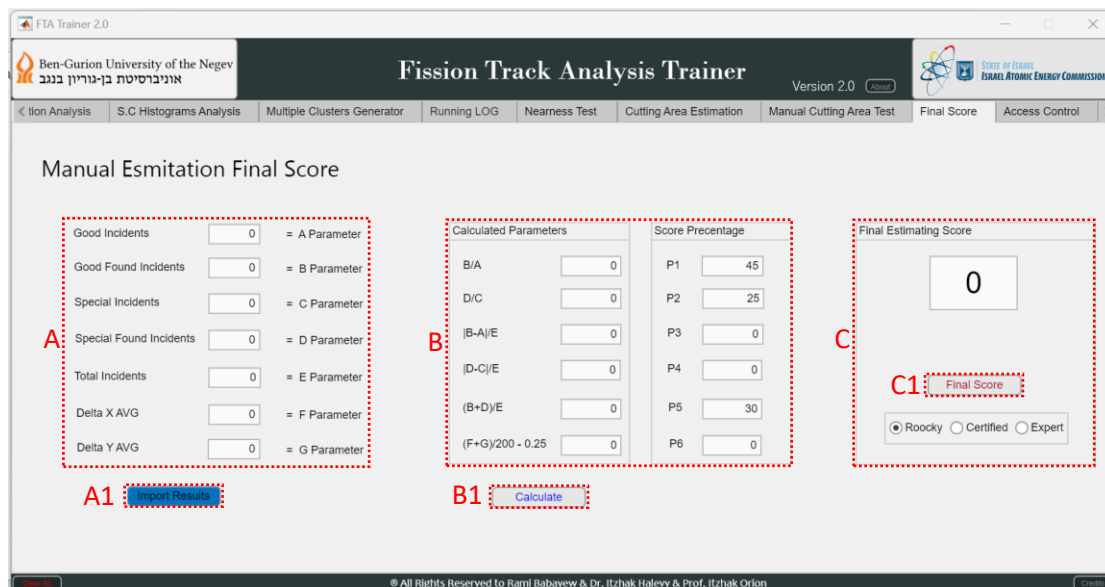 FTA Trainer 2.0
Ben-Gurion University of the Negev
אוניברסיטת בן-גוריון בנגב
Fission Track Analysis Trainer
Version 2.0 About
STATE OF ISRAEL
ISRAEL ATOMIC ENERGY COMMISSION
tion Analysis S.C Histograms Analysis Multiple Clusters Generator Running LOG Nearness Test Cutting Area Estimation Manual Cutting Area Test Final Score Access Control
Manual Esmitation Final Score
A
Good Incidents 0 = A Parameter
Good Found Incidents 0 = B Parameter
Special Incidents 0 = C Parameter
Special Found Incidents 0 = D Parameter
Total Incidents 0 = E Parameter
Delta X AVG 0 = F Parameter
Delta Y AVG 0 = G Parameter
A1 Import Results
B
Calculated Parameters Score Precentage
B/A 0 P1 45
D/C 0 P2 25
|B-A|/E 0 P3 0
|D-C|/E 0 P4 0
(B+D)/E 0 P5 30
(F+G)/200 - 0.25 0 P6 0
B1 Calculate
C
Final Estimating Score
0
C1 Final Score
Roocky Certified Expert
Clear All
® All Rights Reserved to Rami Babayew & Dr. Itzhak Halevy & Prof. Itzhak Orion
Credits